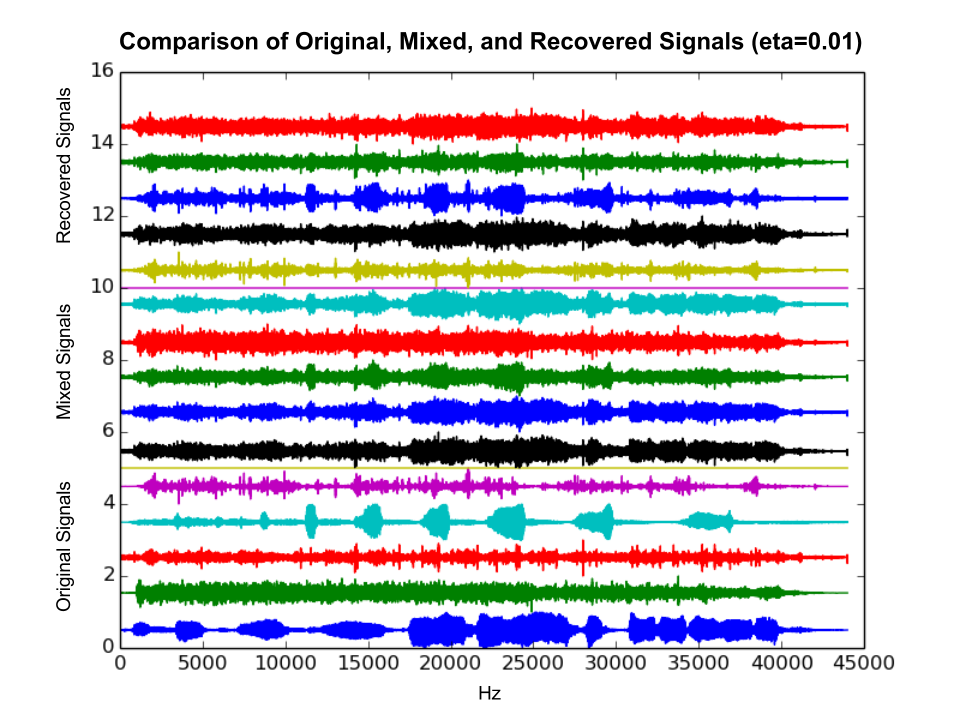 Comparison of Original, Mixed, and Recovered Signals (eta=0.01)
Recovered Signals
Mixed Signals
Original Signals
16
14
12
10
8
6
4
2
0
0 5000 10000 15000 20000 25000 30000 35000 40000 45000
Hz